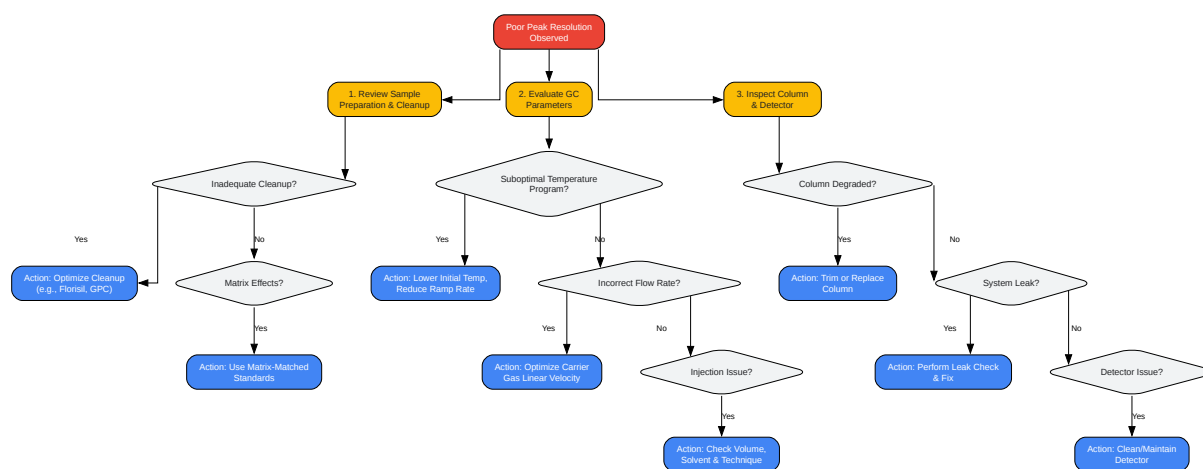 Poor Peak Resolution
Observed
1. Review Sample
Preparation & Cleanup
2. Evaluate GC
Parameters
3. Inspect Column
& Detector
Inadequate Cleanup?
Suboptimal Temperature
Program?
Column Degraded?
Yes
No
Yes
No
Yes
No
Action: Optimize Cleanup
(e.g., Florisil, GPC)
Matrix Effects?
Action: Lower Initial Temp,
Reduce Ramp Rate
Incorrect Flow Rate?
Action: Trim or Replace
Column
System Leak?
Yes
Yes
No
Yes
No
Action: Use Matrix-Matched
Standards
Action: Optimize Carrier
Gas Linear Velocity
Injection Issue?
Action: Perform Leak Check
& Fix
Detector Issue?
Yes
Yes
Action: Check Volume,
Solvent & Technique
Action: Clean/Maintain
Detector